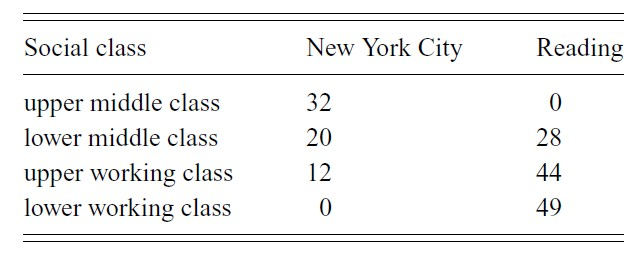 Social class New York City Reading
upper middle class 32 0
lower middle class 20 28
upper working class 12 44
lower working class 0 49